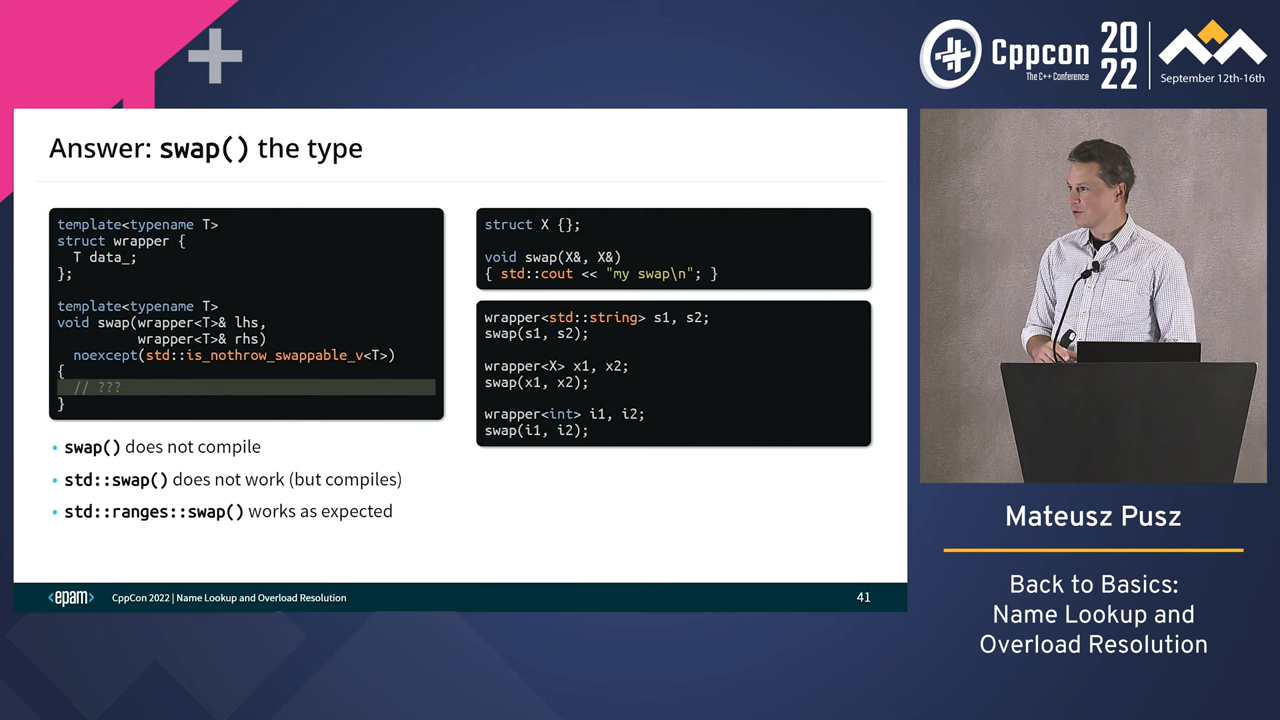 Cppcon
The C++ Conference
20
22
September 12th-16th
Answer: swap() the type
template<typename T>
struct wrapper {
  T data_;
};
template<typename T>
void swap(wrapper<T>& lhs,
          wrapper<T>& rhs)
  noexcept(std::is_nothrow_swappable_v<T>)
{
  // ???
}
struct X {};
void swap(X&, X&)
{ std::cout << "my swap\n"; }
wrapper<std::string> s1, s2;
swap(s1, s2);
wrapper<X> x1, x2;
swap(x1, x2);
wrapper<int> i1, i2;
swap(i1, i2);
• swap() does not compile
• std::swap() does not work (but compiles)
• std::ranges::swap() works as expected
<epam>
CppCon 2022 | Name Lookup and Overload Resolution
41
Mateusz Pusz
Back to Basics:
Name Lookup and
Overload Resolution